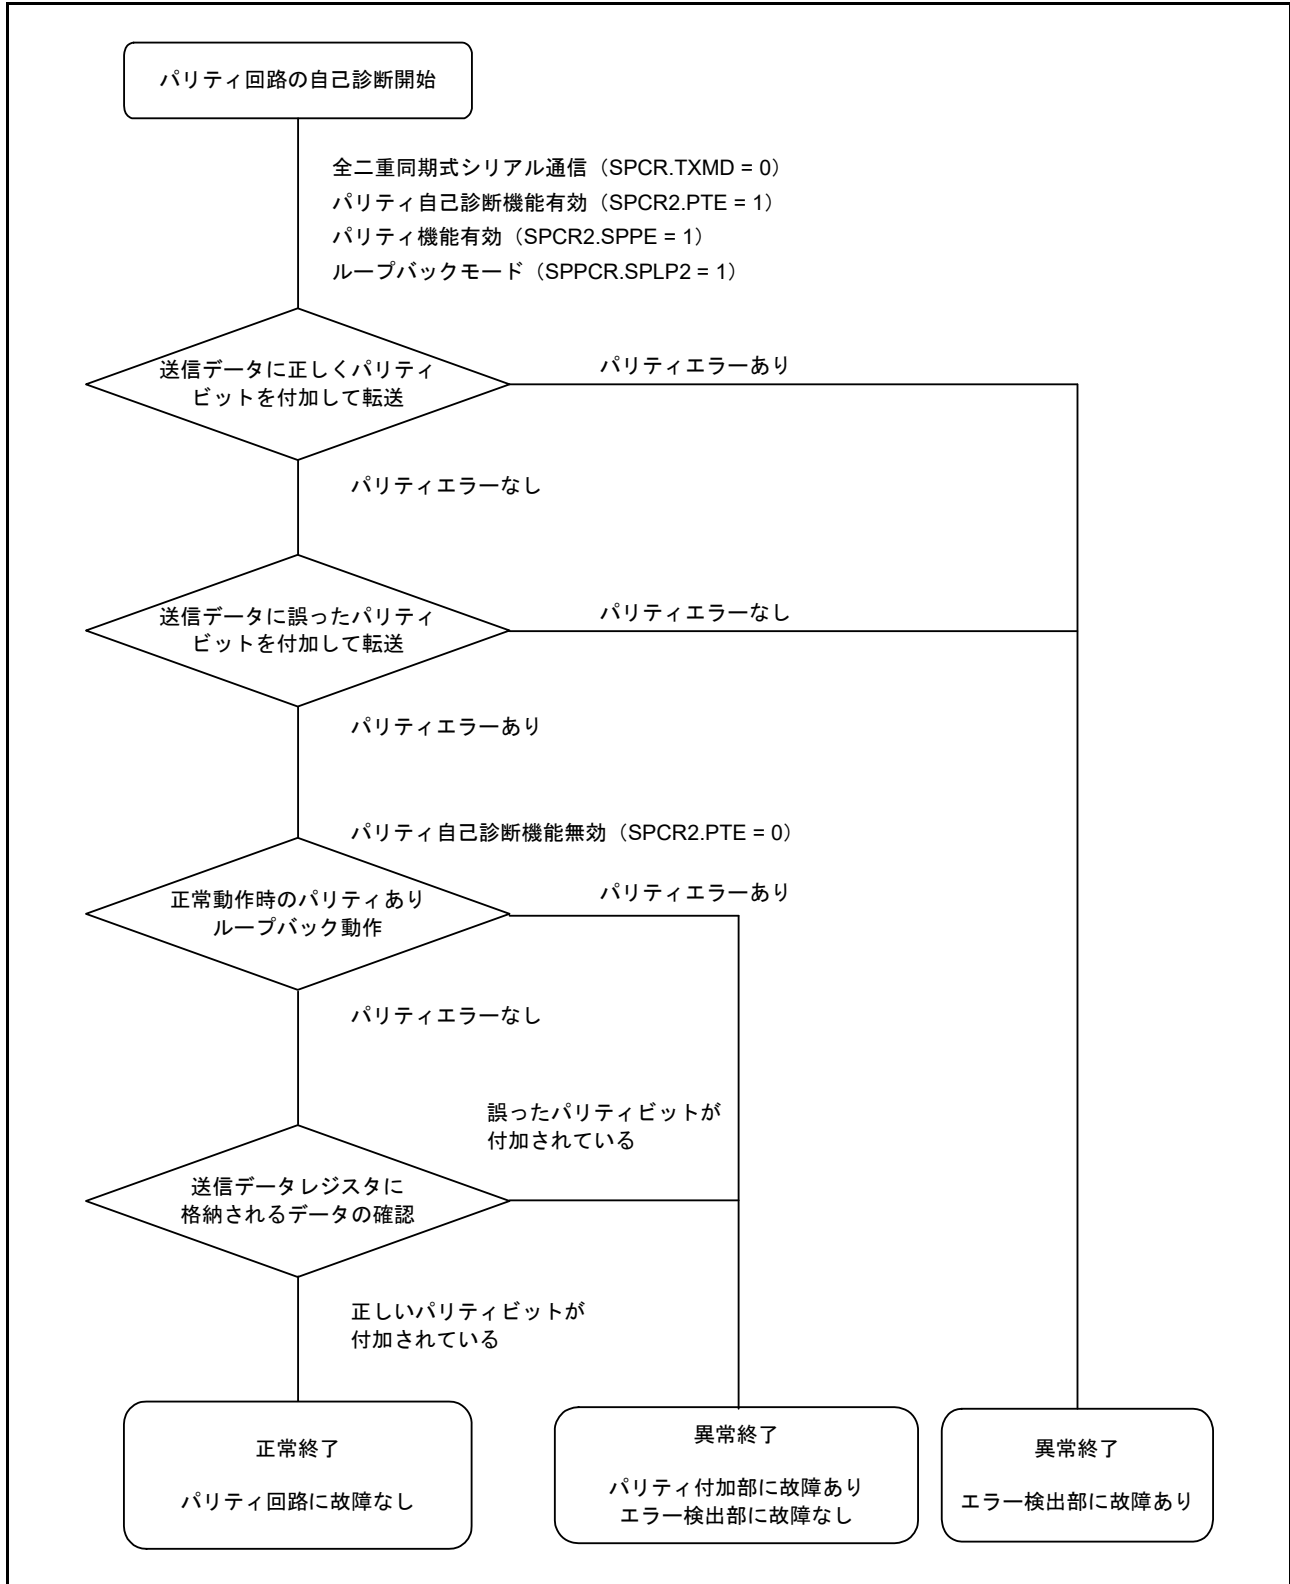 パリティ回路の自己診断開始
全二重同期式シリアル通信（SPCR.TXMD = 0）
パリティ自己診断機能有効（SPCR2.PTE = 1）
パリティ機能有効（SPCR2.SPPE = 1）
ループバックモード（SPPCR.SPLP2 = 1）
送信データに正しくパリティ
ビットを付加して転送
パリティエラーあり
パリティエラーなし
送信データに誤ったパリティ
ビットを付加して転送
パリティエラーなし
パリティエラーあり
パリティ自己診断機能無効（SPCR2.PTE = 0）
正常動作時のパリティあり
ループバック動作
パリティエラーあり
パリティエラーなし
誤ったパリティビットが
付加されている
送信データレジスタに
格納されるデータの確認
正しいパリティビットが
付加されている
正常終了
パリティ回路に故障なし
異常終了
パリティ付加部に故障あり
エラー検出部に故障なし
異常終了
エラー検出部に故障あり